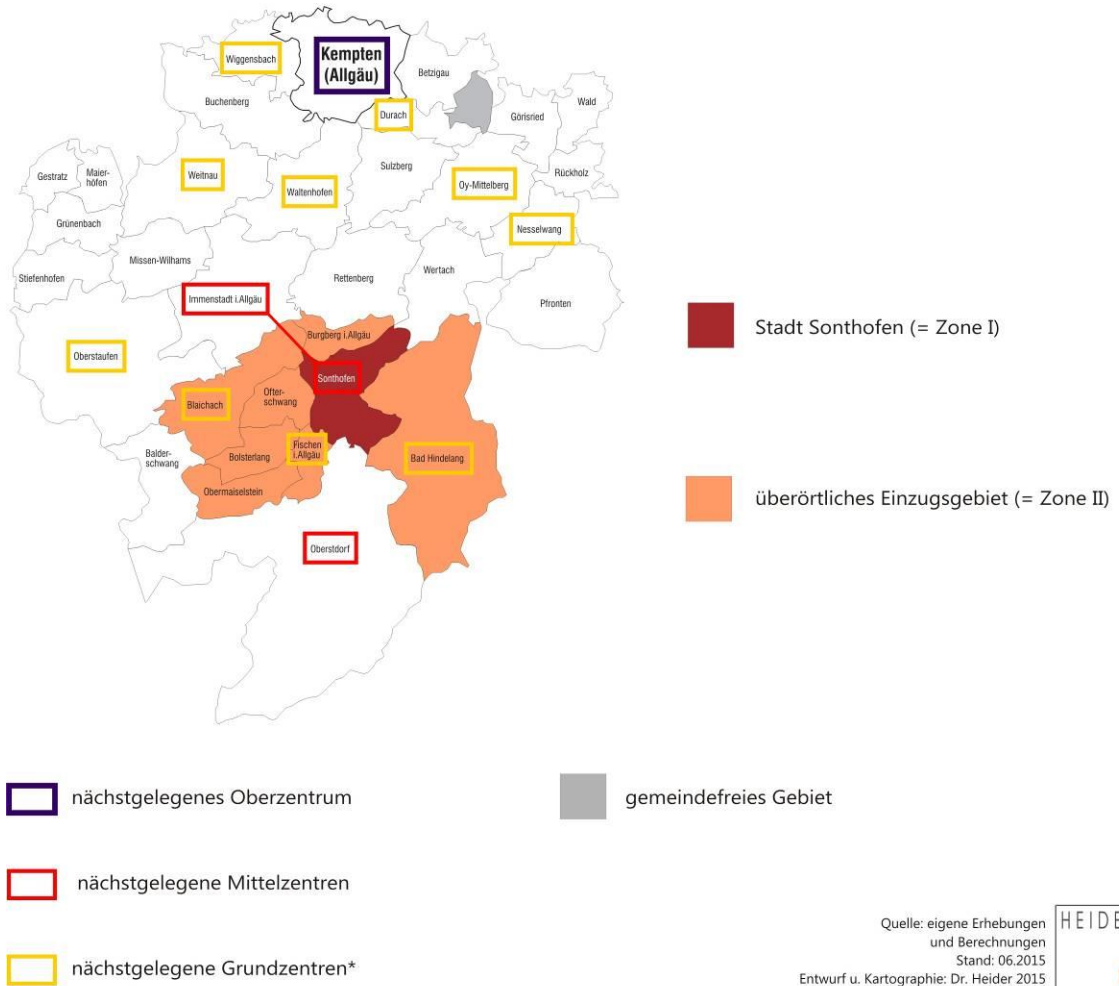 Wiggensbach
Kempten
(Allgäu)
Betzigau
Buchenberg
Durach
Wald
Görisried
Gestratz
Maier-
höfen
Weitnau
Waltenhofen
Sulzberg
Oy-Mittelberg
Rückholz
Grünenbach
Nesselwang
Stiefenhofen
Missen-Wilhams
Rettenberg
Wertach
Immenstadt i.Allgäu
Pfronten
Burgberg i.Allgäu
Stadt Sonthofen (= Zone I)
Oberstaufen
Sonthofen
Blaichach
Ofter-
schwang
Balder-
schwang
Bolsterlang
Fischen
i.Allgäu
Bad Hindelang
Obermaiselstein
überörtliches Einzugsgebiet (= Zone II)
Oberstdorf
nächstgelegenes Oberzentrum
gemeindefreies Gebiet
nächstgelegene Mittelzentren
nächstgelegene Grundzentren*
Quelle: eigene Erhebungen
und Berechnungen
Stand: 06.2015
Entwurf u. Kartographie: Dr. Heider 2015
HEIDE